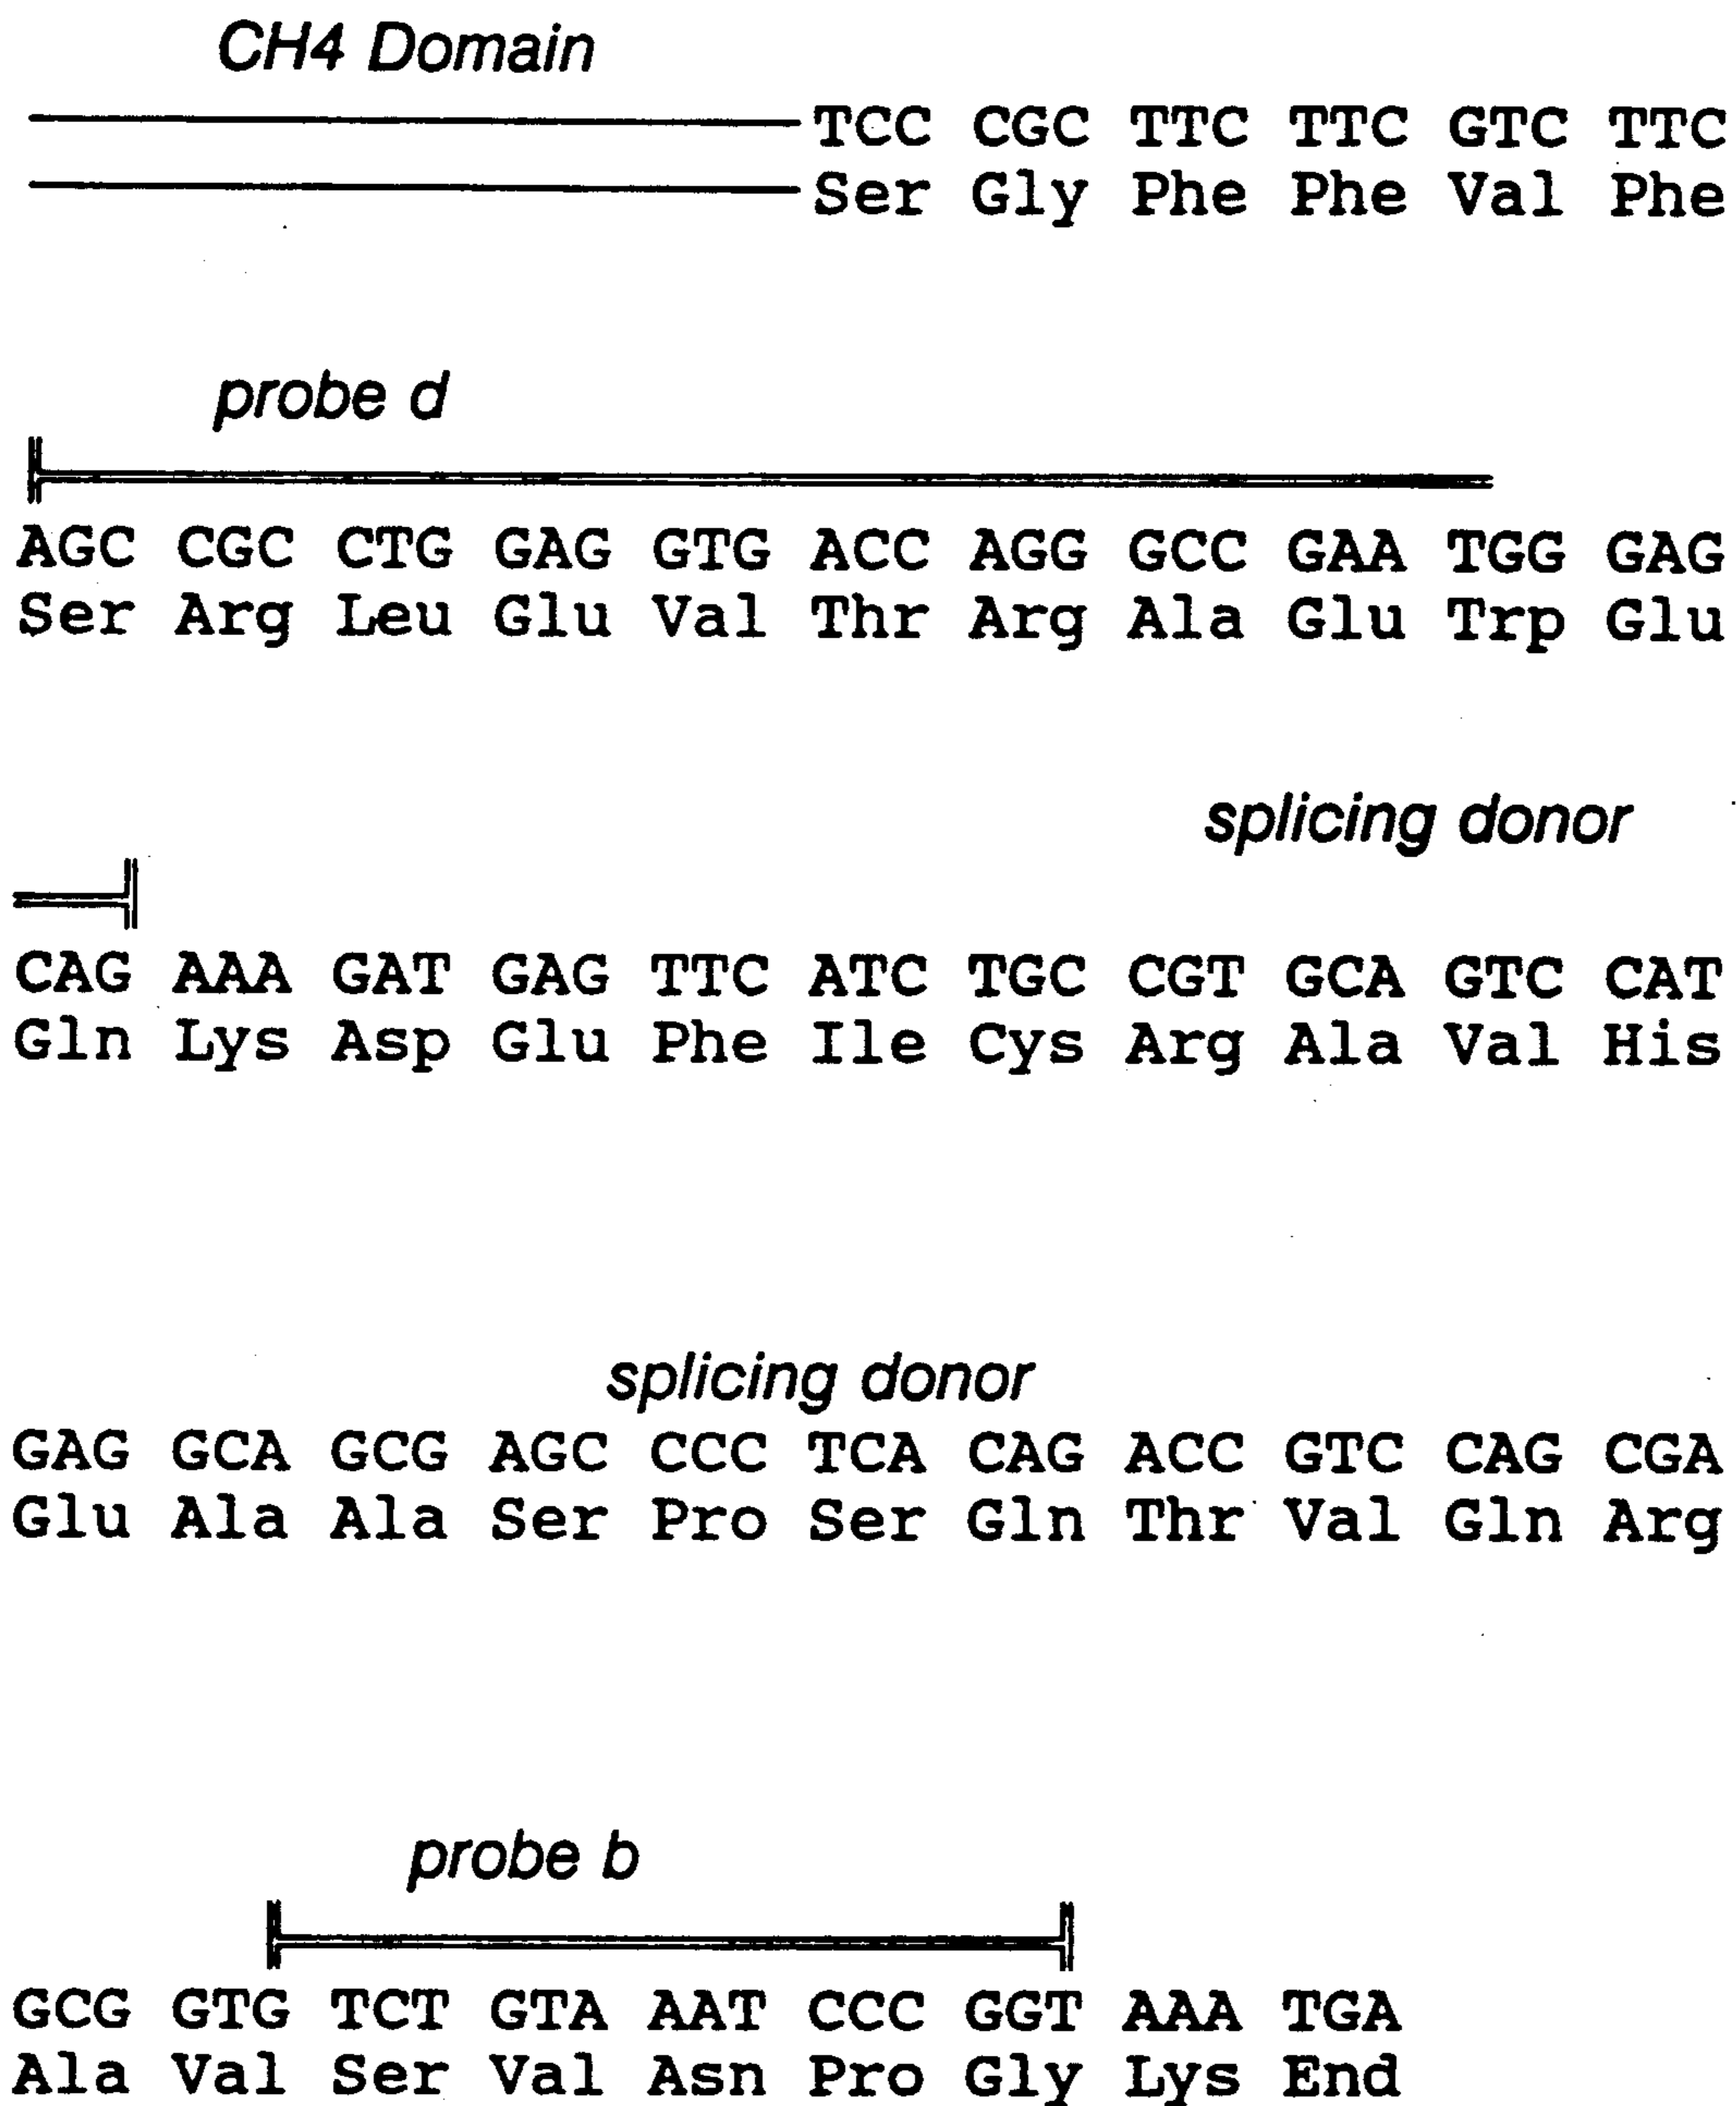 CH4 Domain
TCC CGC TTC TTC GTC TTC
Ser Gly Phe Phe Val Phe
probe d
AGC CGC CTG GAG GTG ACC AGG GCC GAA TGG GAG
Ser Arg Leu Glu Val Thr Arg Ala Glu Trp Glu
splicing donor
CAG AAA GAT GAG TTC ATC TGC CGT GCA GTC CAT
Gln Lys Asp Glu Phe Ile Cys Arg Ala Val His
splicing donor
GAG GCA GCG AGC CCC TCA CAG ACC GTC CAG CGA
Glu Ala Ala Ser Pro Ser Gln Thr Val Gln Arg
probe b
GCG GTG TCT GTA AAT CCC GGT AAA TGA
Ala Val Ser Val Asn Pro Gly Lys End